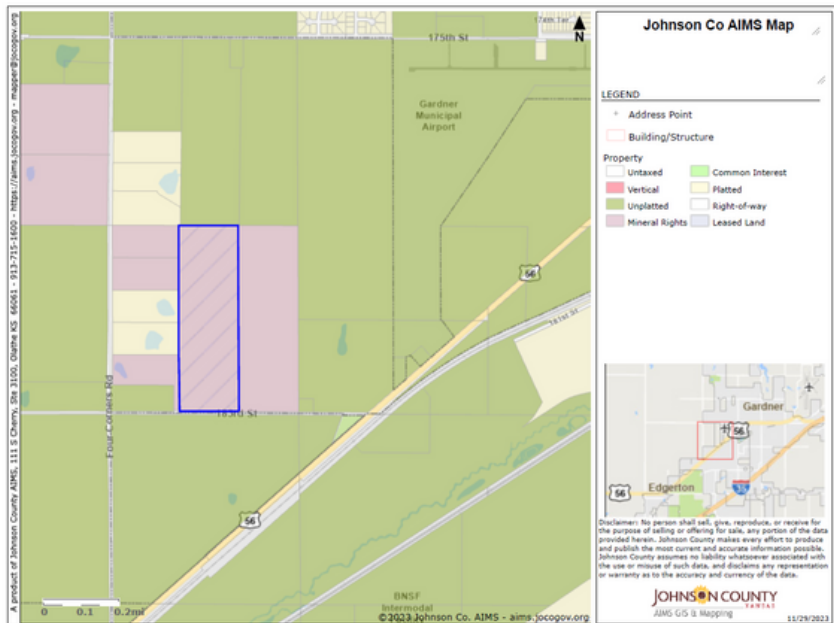 A product of Johnson County AIMS, 111 S Cherry, Ste 3100, Olathe KS 66061 - 913-715-1600 - https://aims.jocogov.org - mapper@jocogov.org
174th Ter
N
175th St
Gardner
Municipal
Airport
56
181st St
183rd St
Four Corners Rd
56
BNSF
Intermodal
0 0.1 0.2mi
©2023 Johnson Co. AIMS - aims.jocogov.org
Johnson Co AIMS Map
LEGEND
Address Point
Building/Structure
Property
Untaxed Common Interest
Vertical Platted
Unplatted Right-of-way
Mineral Rights Leased Land
Gardner
56
Edgerton
56
35
Disclaimer: No person shall sell, give, reproduce, or receive for
the purpose of selling or offering for sale, any portion of the data
provided herein. Johnson County makes every effort to produce
and publish the most current and accurate information possible.
Johnson County assumes no liability whatsoever associated with
the use or misuse of such data, and disclaims any representation
or warranty as to the accuracy and currency of the data.
JOHNSON COUNTY
KANSAS
AIMS GIS & Mapping
11/29/2023